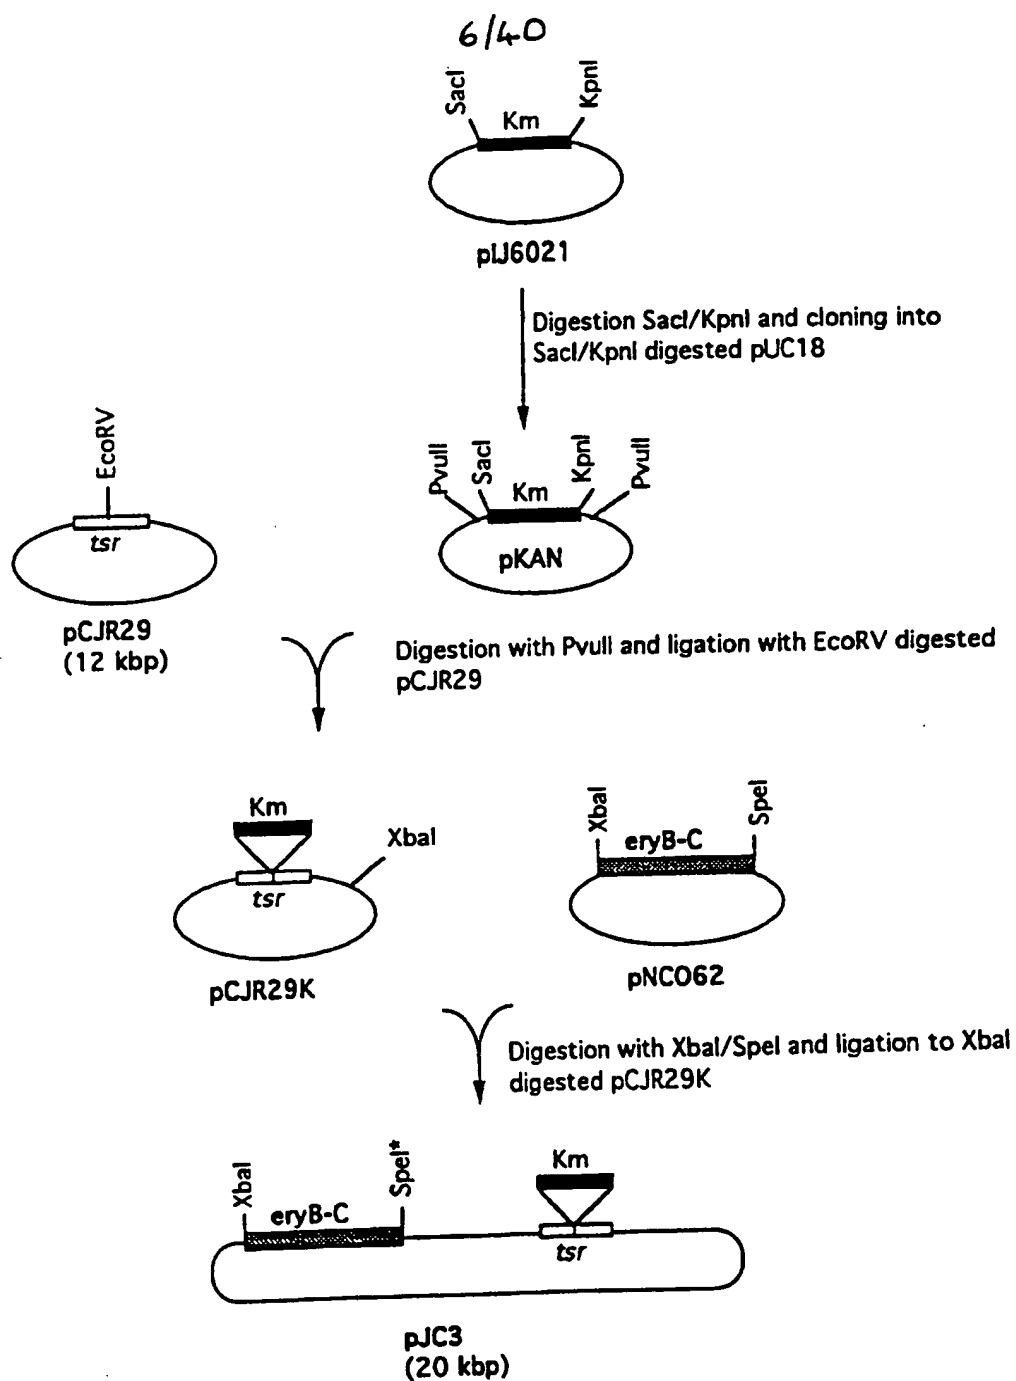 6/40
SacI
Km
KpnI
pIJ6021
Digestion SacI/KpnI and cloning into
SacI/KpnI digested pUC18
EcoRV
tsr
pCJR29
(12 kbp)
PvuII
SacI
Km
KpnI
PvuII
pKAN
Digestion with PvuII and ligation with EcoRV digested
pCJR29
Km
XbaI
tsr
pCJR29K
XbaI
eryB-C
SpeI
pNCO62
Digestion with XbaI/SpeI and ligation to XbaI
digested pCJR29K
XbaI
eryB-C
SpeI*
Km
tsr
pJC3
(20 kbp)